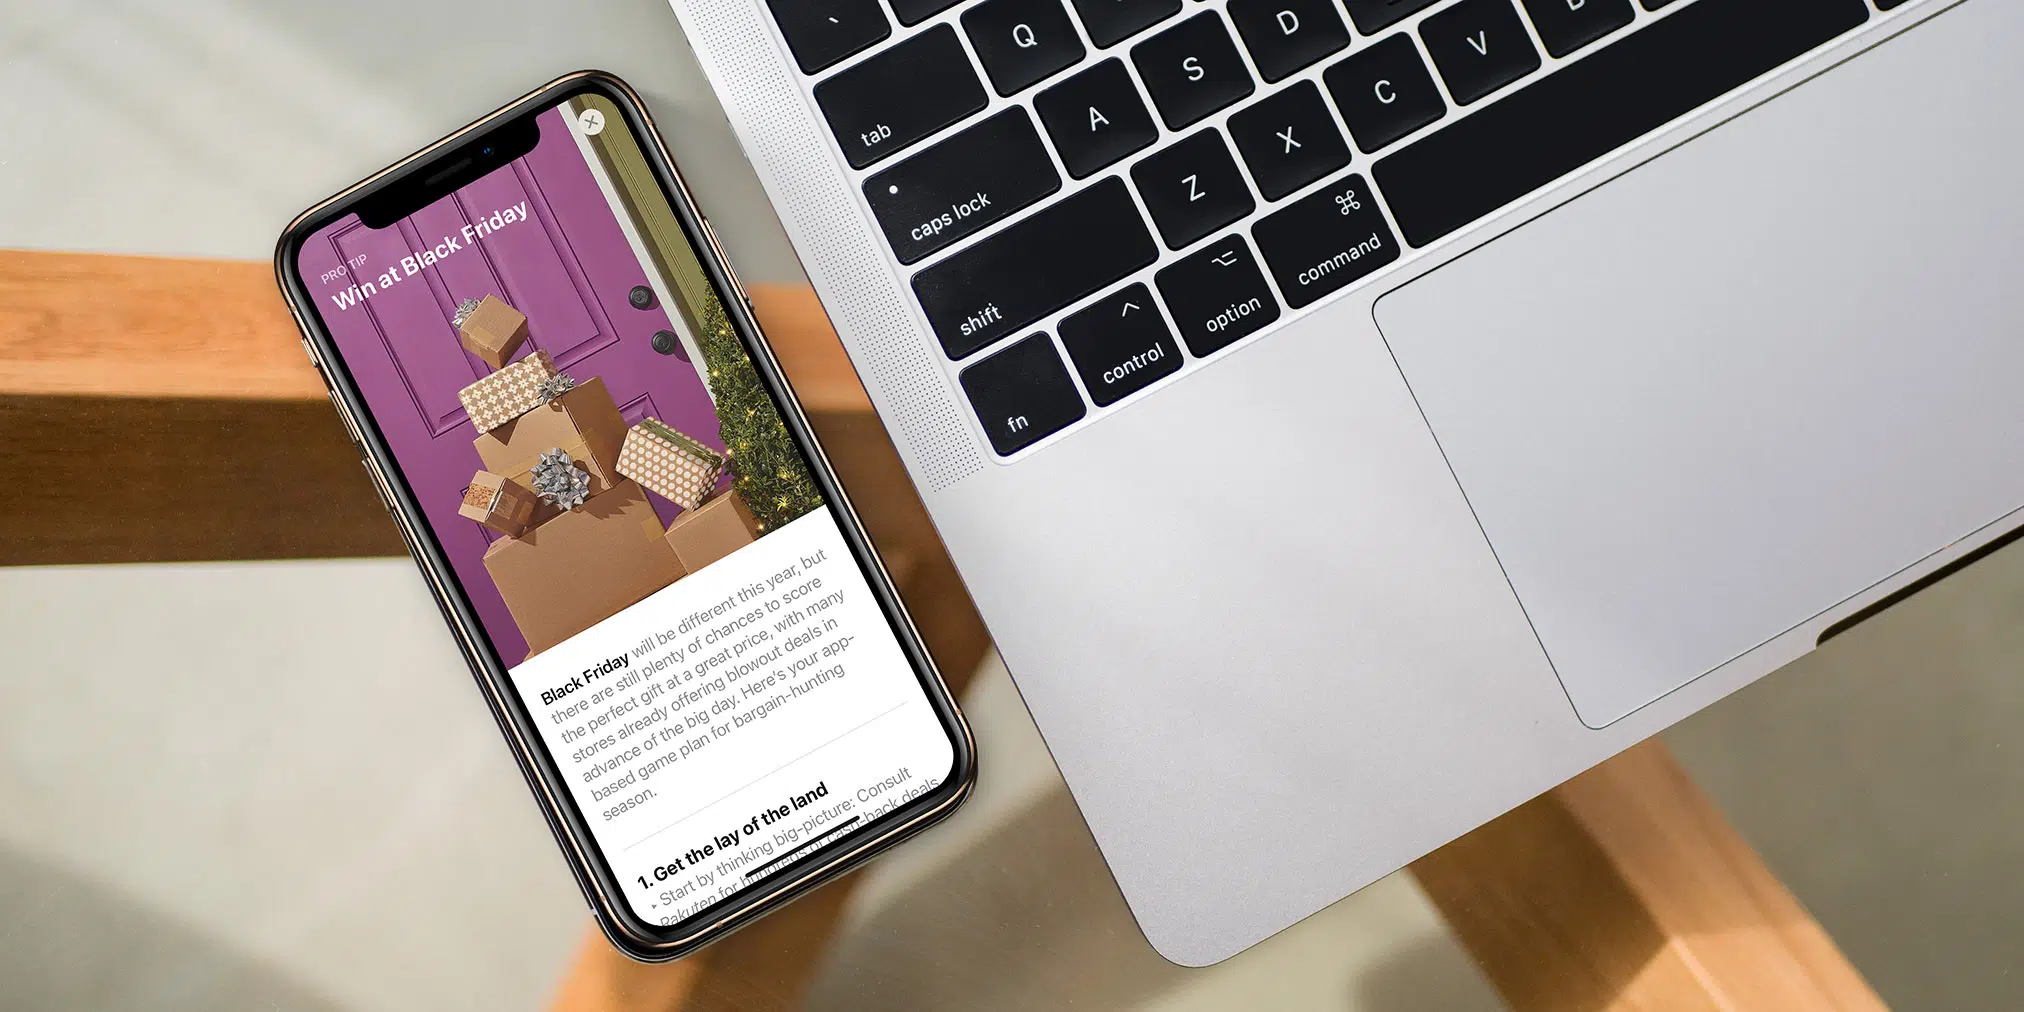 PRO TIP
Win at Black Friday
Black Friday will be different this year, but
there are still plenty of chances to score
the perfect gift at a great price, with many
stores already offering blowout deals in
advance of the big day. Here's your app-
based game plan for bargain-hunting
season.
1. Get the lay of the land
Start by thinking big-picture: Consult
Rakuten for hundreds of cash-back deals
Q
D
V
tab
A
S
C
caps lock
Z
X
⌘
shift
⌥
command
^
option
fn
control